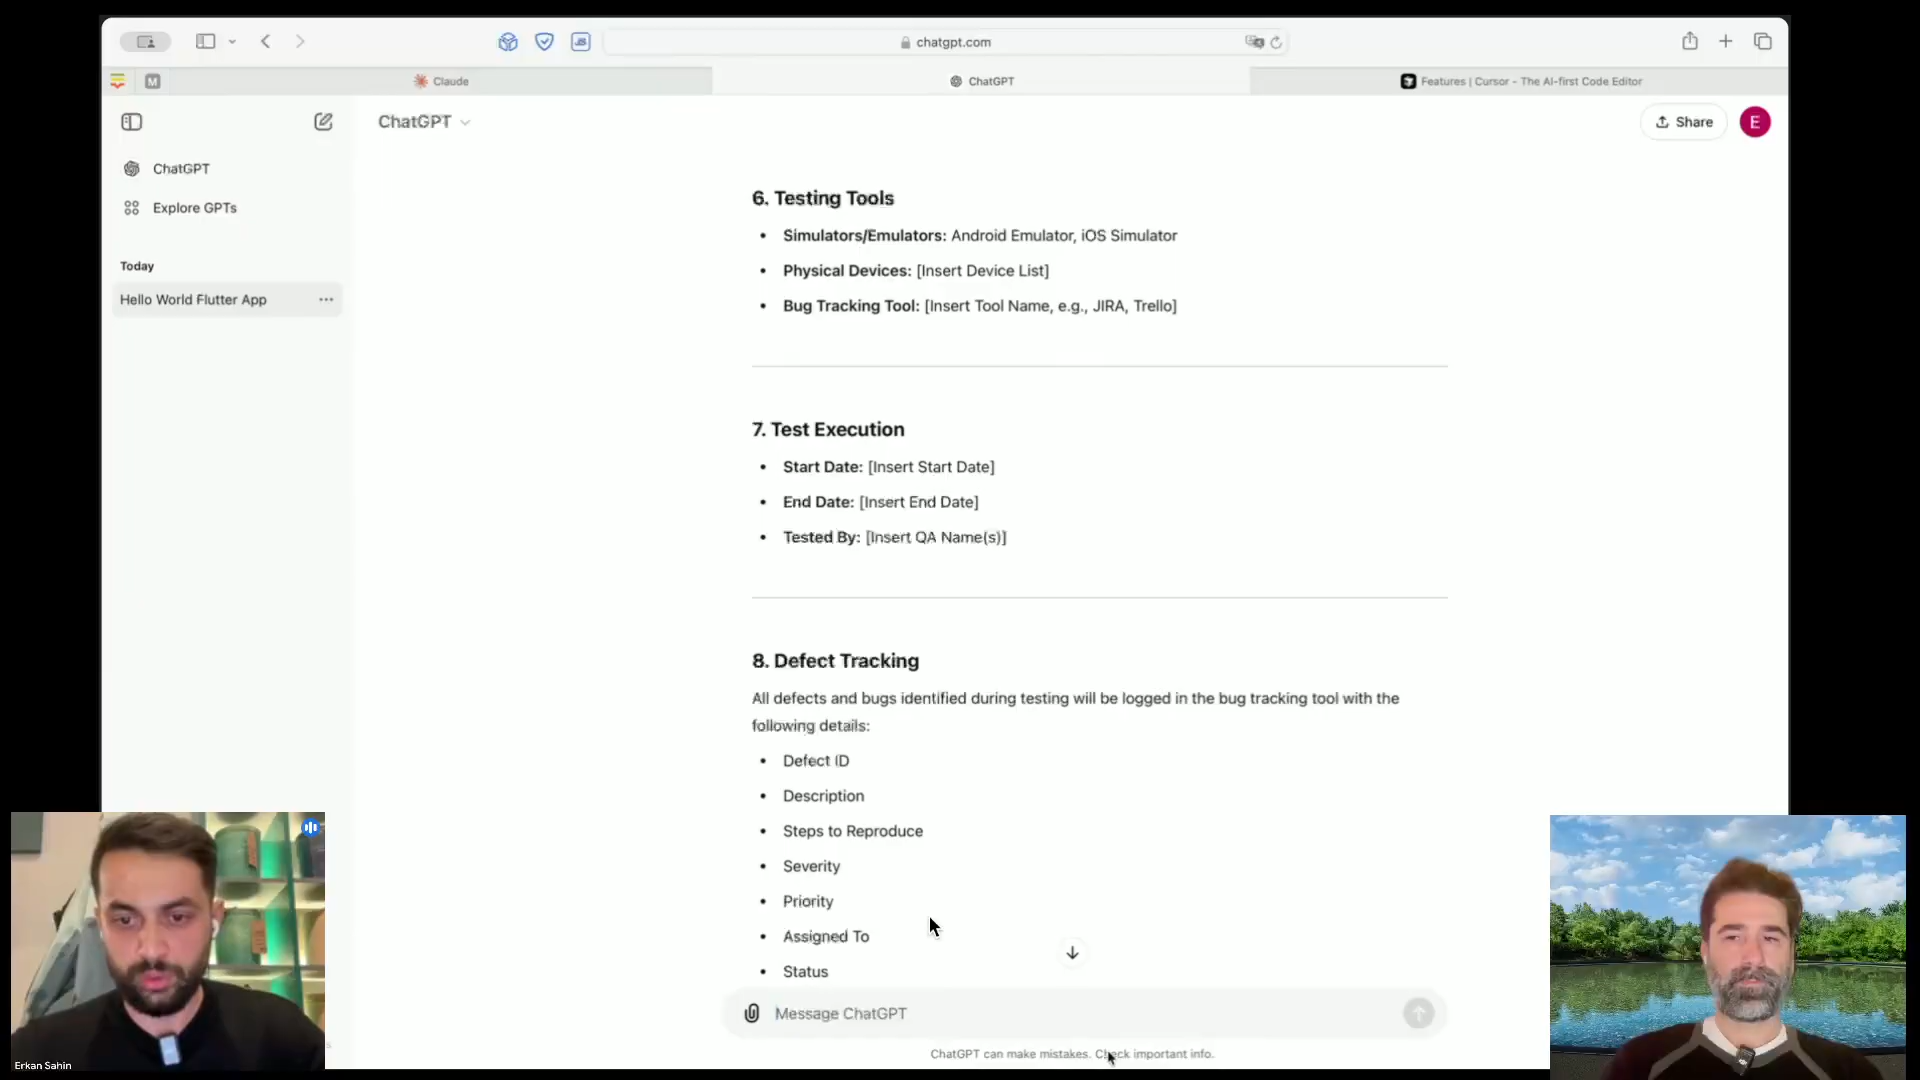 chatgpt.com
M
Claude
ChatGPT
Features | Cursor - The AI-first Code Editor
ChatGPT
Share
E
ChatGPT
Explore GPTs
Today
Hello World Flutter App
6. Testing Tools
• Simulators/Emulators: Android Emulator, iOS Simulator
• Physical Devices: [Insert Device List]
• Bug Tracking Tool: [Insert Tool Name, e.g., JIRA, Trello]
7. Test Execution
• Start Date: [Insert Start Date]
• End Date: [Insert End Date]
• Tested By: [Insert QA Name(s)]
8. Defect Tracking
All defects and bugs identified during testing will be logged in the bug tracking tool with the
following details:
• Defect ID
• Description
• Steps to Reproduce
• Severity
• Priority
• Assigned To
• Status
Message ChatGPT
ChatGPT can make mistakes. Check important info.
Erkan Sahin